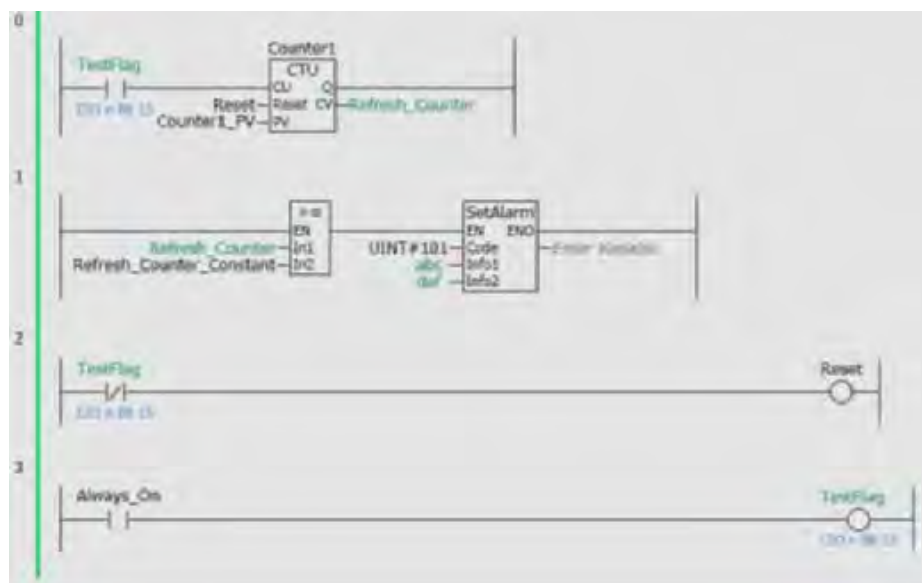 0
Counter1
TestFlag
CTU
CU Q
Reset Reset CV Refresh_Counter
Counter1_PV PV
1
>=
SetAlarm
EN
EN ENO
Refresh_Counter In1
UINT#101 Code
Refresh_Counter_Constant In2
abc Info1
def Info2
2
TestFlag
Reset
3
Always_On
TestFlag